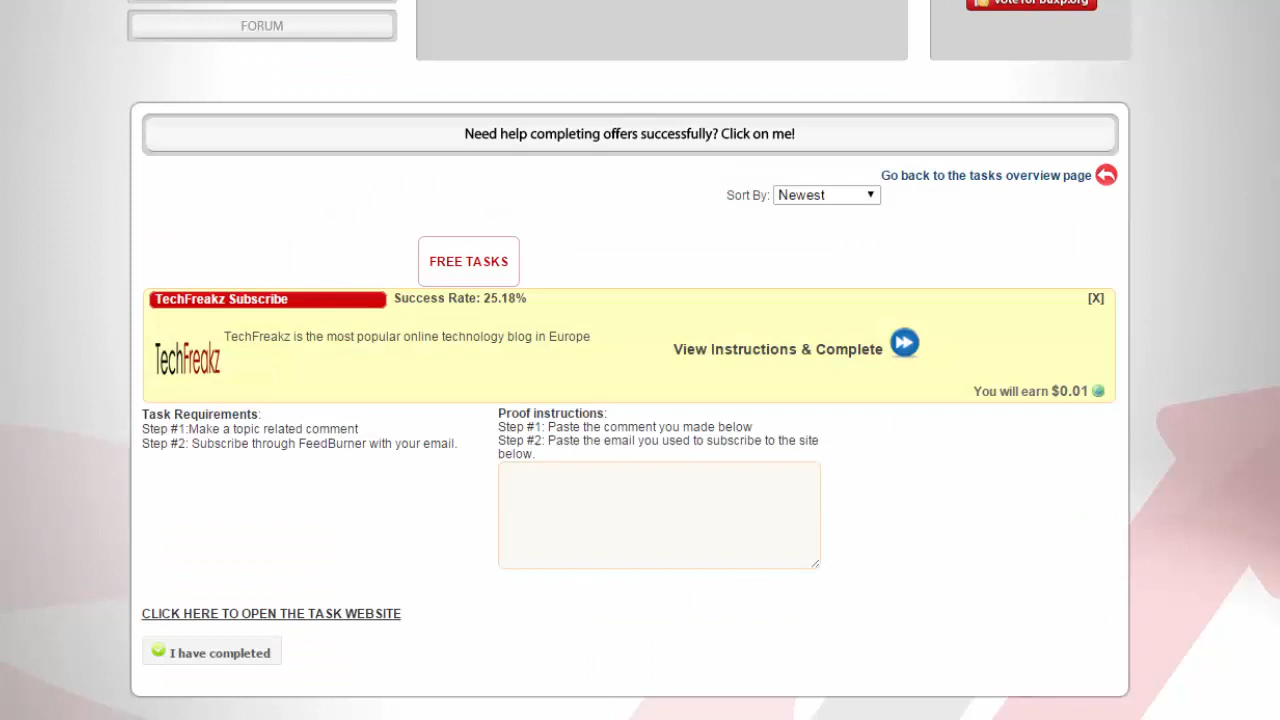 Vote for buxp.org
FORUM
Need help completing offers successfully? Click on me!
Go back to the tasks overview page
Sort By: Newest
FREE TASKS
TechFreakz Subscribe Success Rate: 25.18% [X]
TechFreakz is the most popular online technology blog in Europe
TechFreakz
View Instructions & Complete
You will earn $0.01
Task Requirements:
Step #1:Make a topic related comment
Step #2: Subscribe through FeedBurner with your email.
Proof instructions:
Step #1: Paste the comment you made below
Step #2: Paste the email you used to subscribe to the site
below.
CLICK HERE TO OPEN THE TASK WEBSITE
I have completed